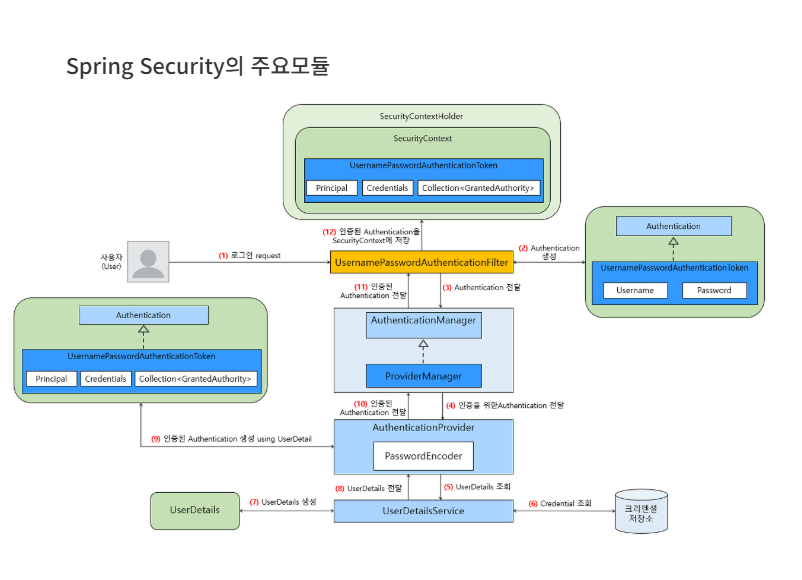 Spring Security의 주요모듈
SecurityContextHolder
SecurityContext
UsernamePasswordAuthenticationToken
Principal
Credentials
Collection<GrantedAuthority>
(12) 인증된 Authentication을
SecurityContext에 저장
사용자
(User)
(1) 로그인 request
UsernamePasswordAuthenticationFilter
(2) Authentication
생성
Authentication
UsernamePasswordAuthenticationToken
Username
Password
(11) 인증된
Authentication 전달
(3) Authentication 전달
AuthenticationManager
ProviderManager
Authentication
UsernamePasswordAuthenticationToken
Principal
Credentials
Collection<GrantedAuthority>
(10) 인증된
Authentication 전달
(4) 인증을 위한Authentication 전달
(9) 인증된 Authentication 생성 using UserDetail
AuthenticationProvider
PasswordEncoder
(8) UserDetails 전달
(5) UserDetails 조회
UserDetails
(7) UserDetails 생성
UserDetailsService
(6) Credential 조회
크리덴셜
저장소